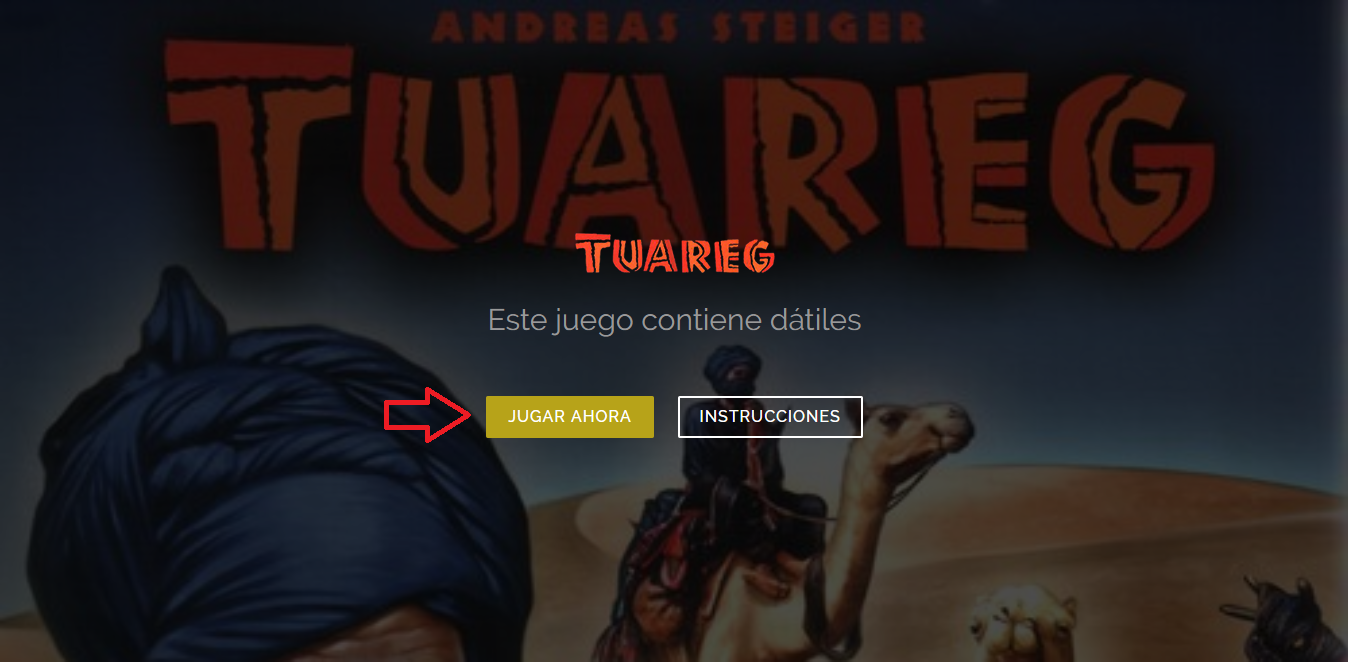 ANDREAS STEIGER
TUAREG
TUAREG
Este juego contiene dátiles
JUGAR AHORA
INSTRUCCIONES